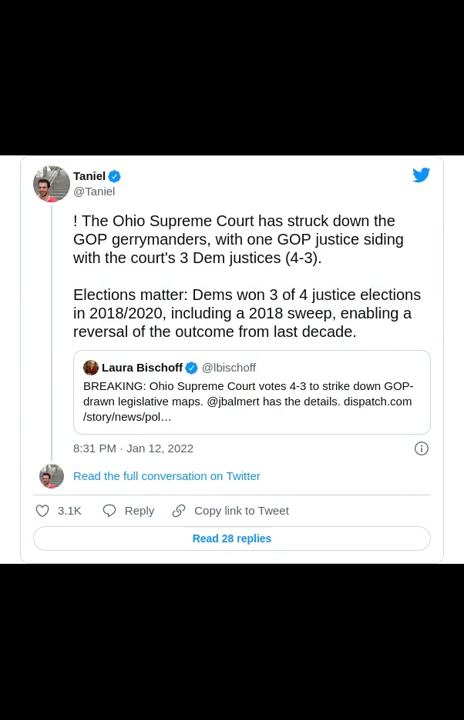 Taniel
@Taniel
! The Ohio Supreme Court has struck down the
GOP gerrymanders, with one GOP justice siding
with the court's 3 Dem justices (4-3).
Elections matter: Dems won 3 of 4 justice elections
in 2018/2020, including a 2018 sweep, enabling a
reversal of the outcome from last decade.
Laura Bischoff @lbischoff
BREAKING: Ohio Supreme Court votes 4-3 to strike down GOP-
drawn legislative maps. @jbalmert has the details. dispatch.com
/story/news/pol…
8:31 PM · Jan 12, 2022
Read the full conversation on Twitter
3.1K Reply Copy link to Tweet
Read 28 replies